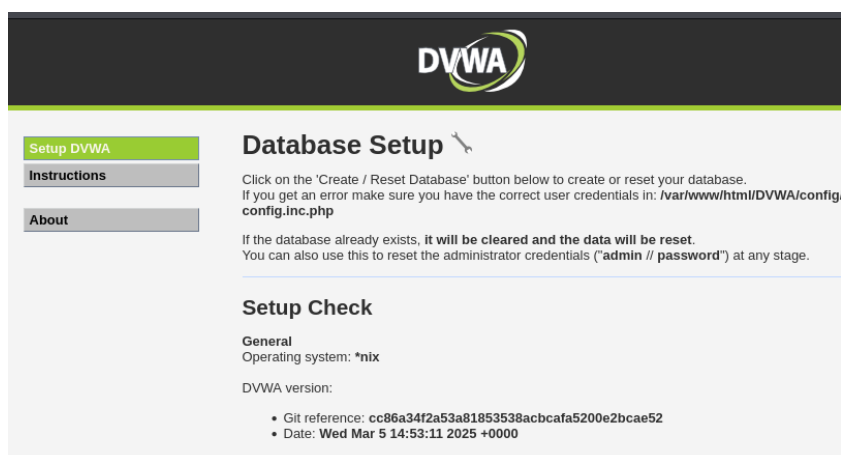 DVWA
Setup DVWA
Instructions
About
Database Setup
Click on the 'Create / Reset Database' button below to create or reset your database.
If you get an error make sure you have the correct user credentials in: /var/www/html/DVWA/config/
config.inc.php
If the database already exists, it will be cleared and the data will be reset.
You can also use this to reset the administrator credentials ("admin // password") at any stage.
Setup Check
General
Operating system: *nix
DVWA version:
• Git reference: cc86a34f2a53a81853538acbcafa5200e2bcae52
• Date: Wed Mar 5 14:53:11 2025 +0000